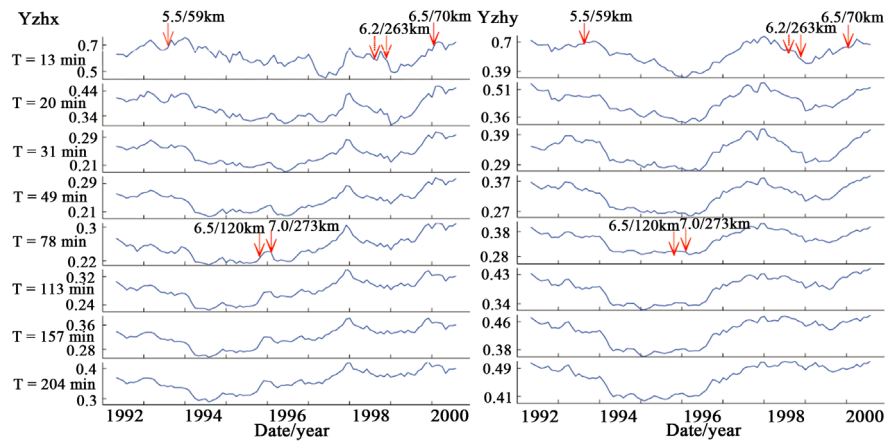 Yzhx
5.5/59km
6.2/263km
6.5/70km
T = 13 min
0.7
0.5
T = 20 min
0.44
0.34
T = 31 min
0.29
0.21
T = 49 min
0.29
0.21
6.5/120km
7.0/273km
T = 78 min
0.3
0.22
T = 113 min
0.32
0.24
T = 157 min
0.36
0.28
T = 204 min
0.4
0.3
1992 1994 1996 1998 2000
Date/year
Yzhy
5.5/59km
6.2/263km
6.5/70km
0.7
0.39
0.51
0.36
0.39
0.29
0.37
0.27
6.5/120km
7.0/273km
0.38
0.28
0.43
0.34
0.46
0.38
0.49
0.41
1992 1994 1996 1998 2000
Date/year